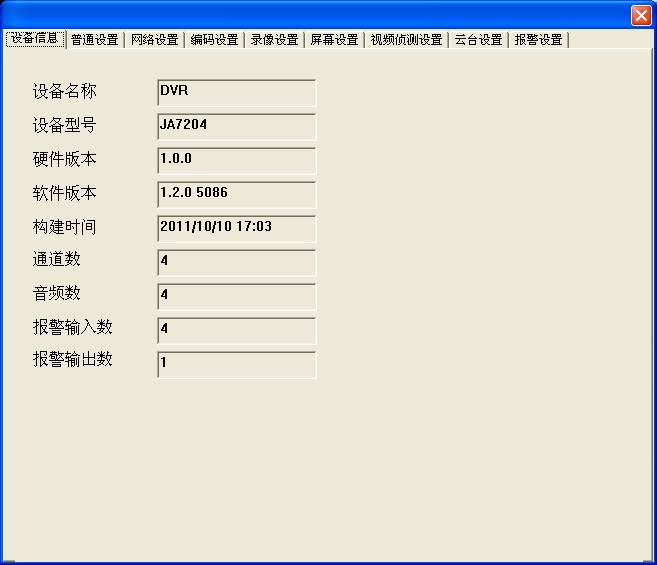 设备信息 普通设置 网络设置 编码设置 录像设置 屏幕设置 视频侦测设置 云台设置 报警设置
设备名称 DVR
设备型号 JA7204
硬件版本 1.0.0
软件版本 1.2.0 5086
构建时间 2011/10/10 17:03
通道数 4
音频数 4
报警输入数 4
报警输出数 1